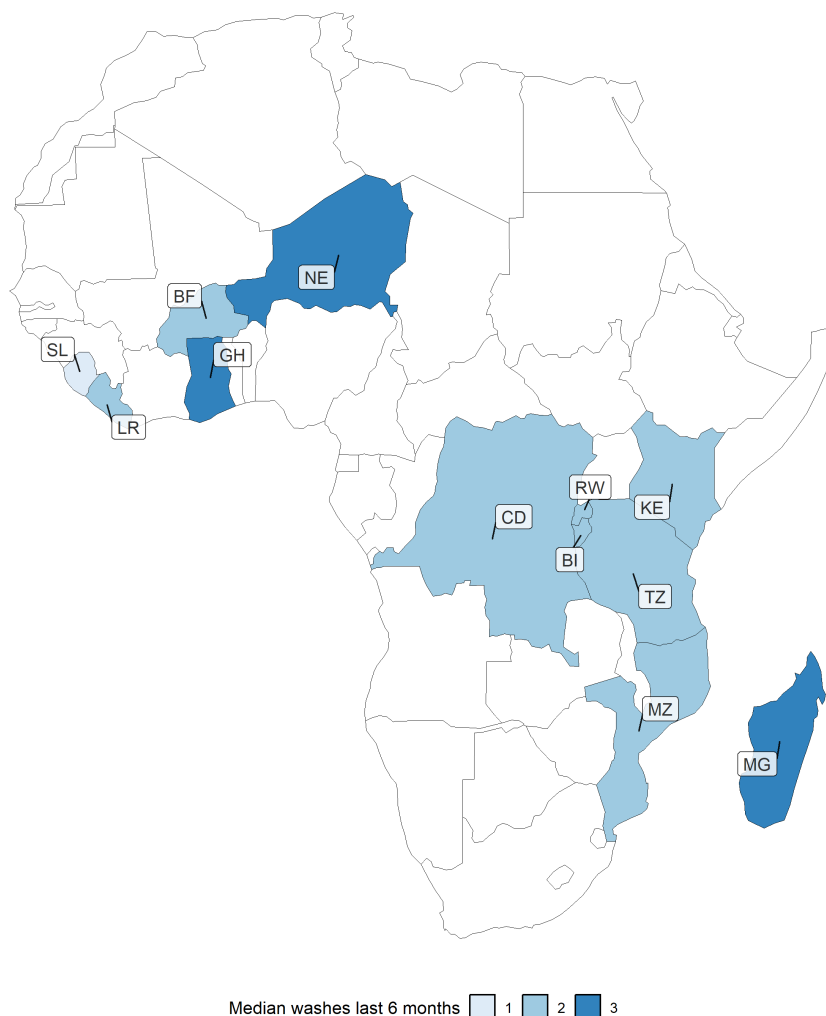 NE
BF
SL
GH
LR
RW
CD
KE
BI
TZ
MZ
MG
Median washes last 6 months 1 2 3